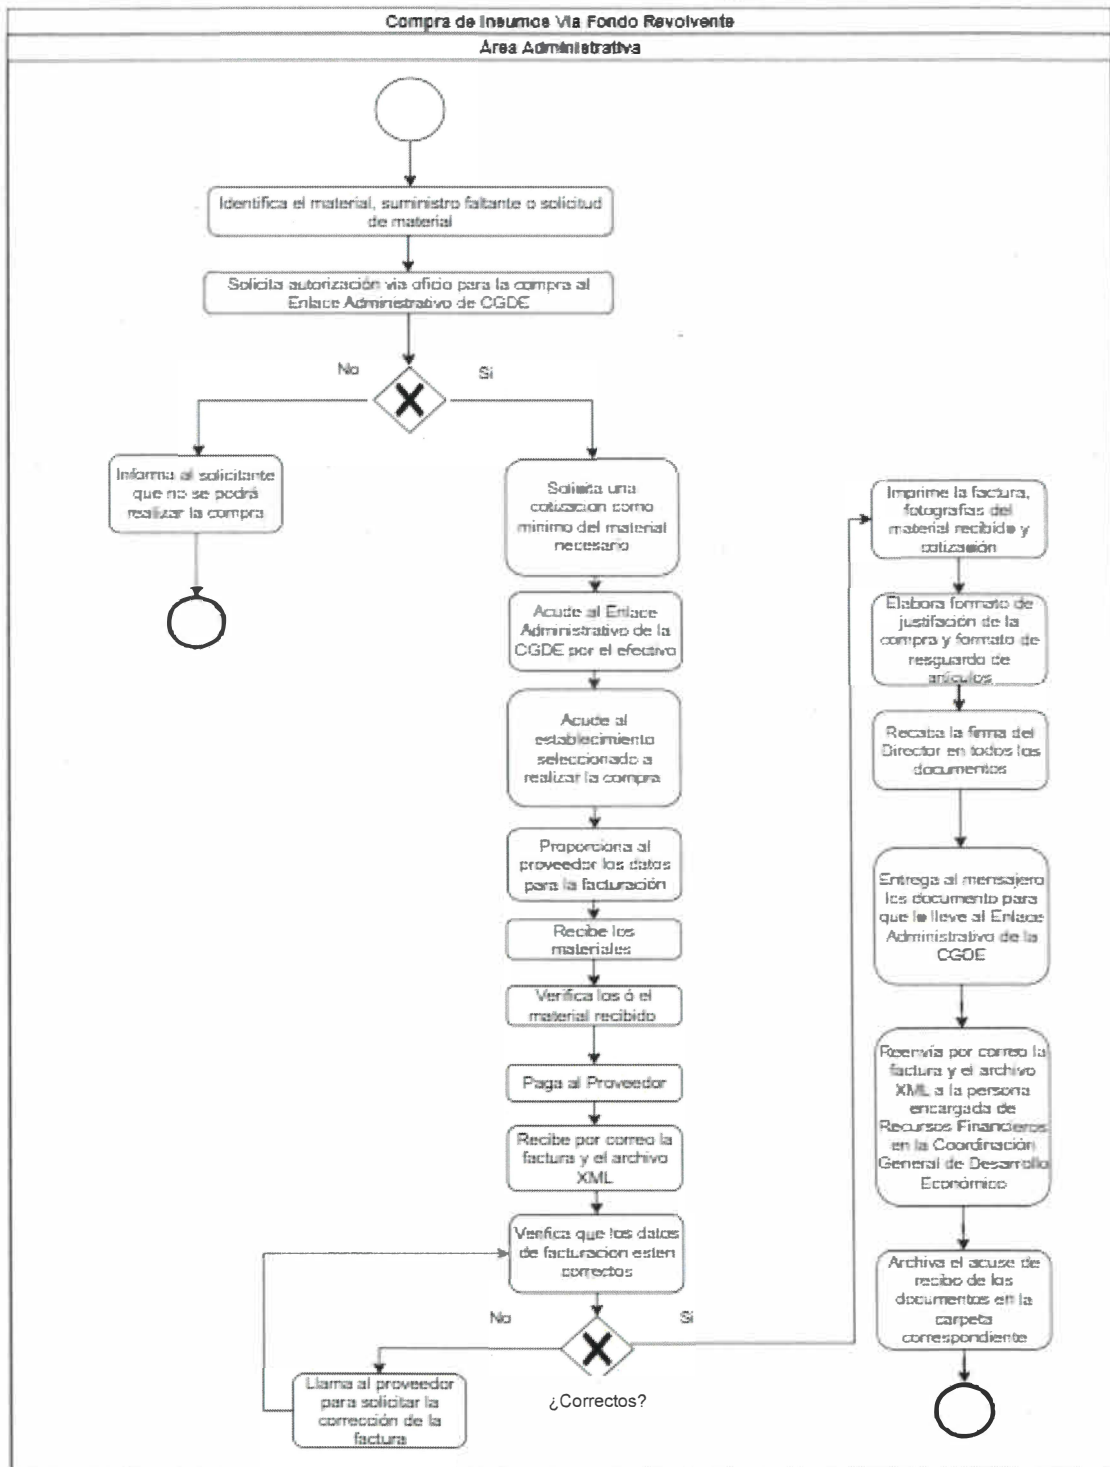 Compra de Insumos Via Fondo Revolvente
Área Administrativa
Identifica el material, suministro faltante o solicitud
de material
Solicita autorización via oficio para la compra al
Enlace Administrativo de CGDE
No
Si
Informa al solicitante
que no se podrá
realizar la compra
Solicita una
cotizacion como
minimo del material
necesario
Acude al Enlace
Administrativo de la
CGDE por el efectivo
Acude al
establecimiento
seleccionado a
realizar la compra
Proporciona al
proveedor los datos
para la facturación
Recibe los
materiales
Verifica los ó el
material recibido
Paga al Proveedor
Recibe por correo la
factura y el archivo
XML
Verifica que los datos
de facturacion esten
correctos
No
Si
¿Correctos?
Llama al proveedor
para solicitar la
corrección de la
factura
Imprime la factura,
fotografias del
material recibido y
cotización
Elabora formato de
justifación de la
compra y formato de
resguardo de
articulos
Recaba la firma del
Director en todos los
documentos
Entrega al mensajero
los documento para
que le lleve al Enlace
Administrativo de la
CGDE
Reenvía por correo la
factura y el archivo
XML a la persona
encargada de
Recursos Financieros
en la Coordinación
General de Desarrollo
Económico
Archiva el acuse de
recibo de los
documentos en la
carpeta
correspondiente